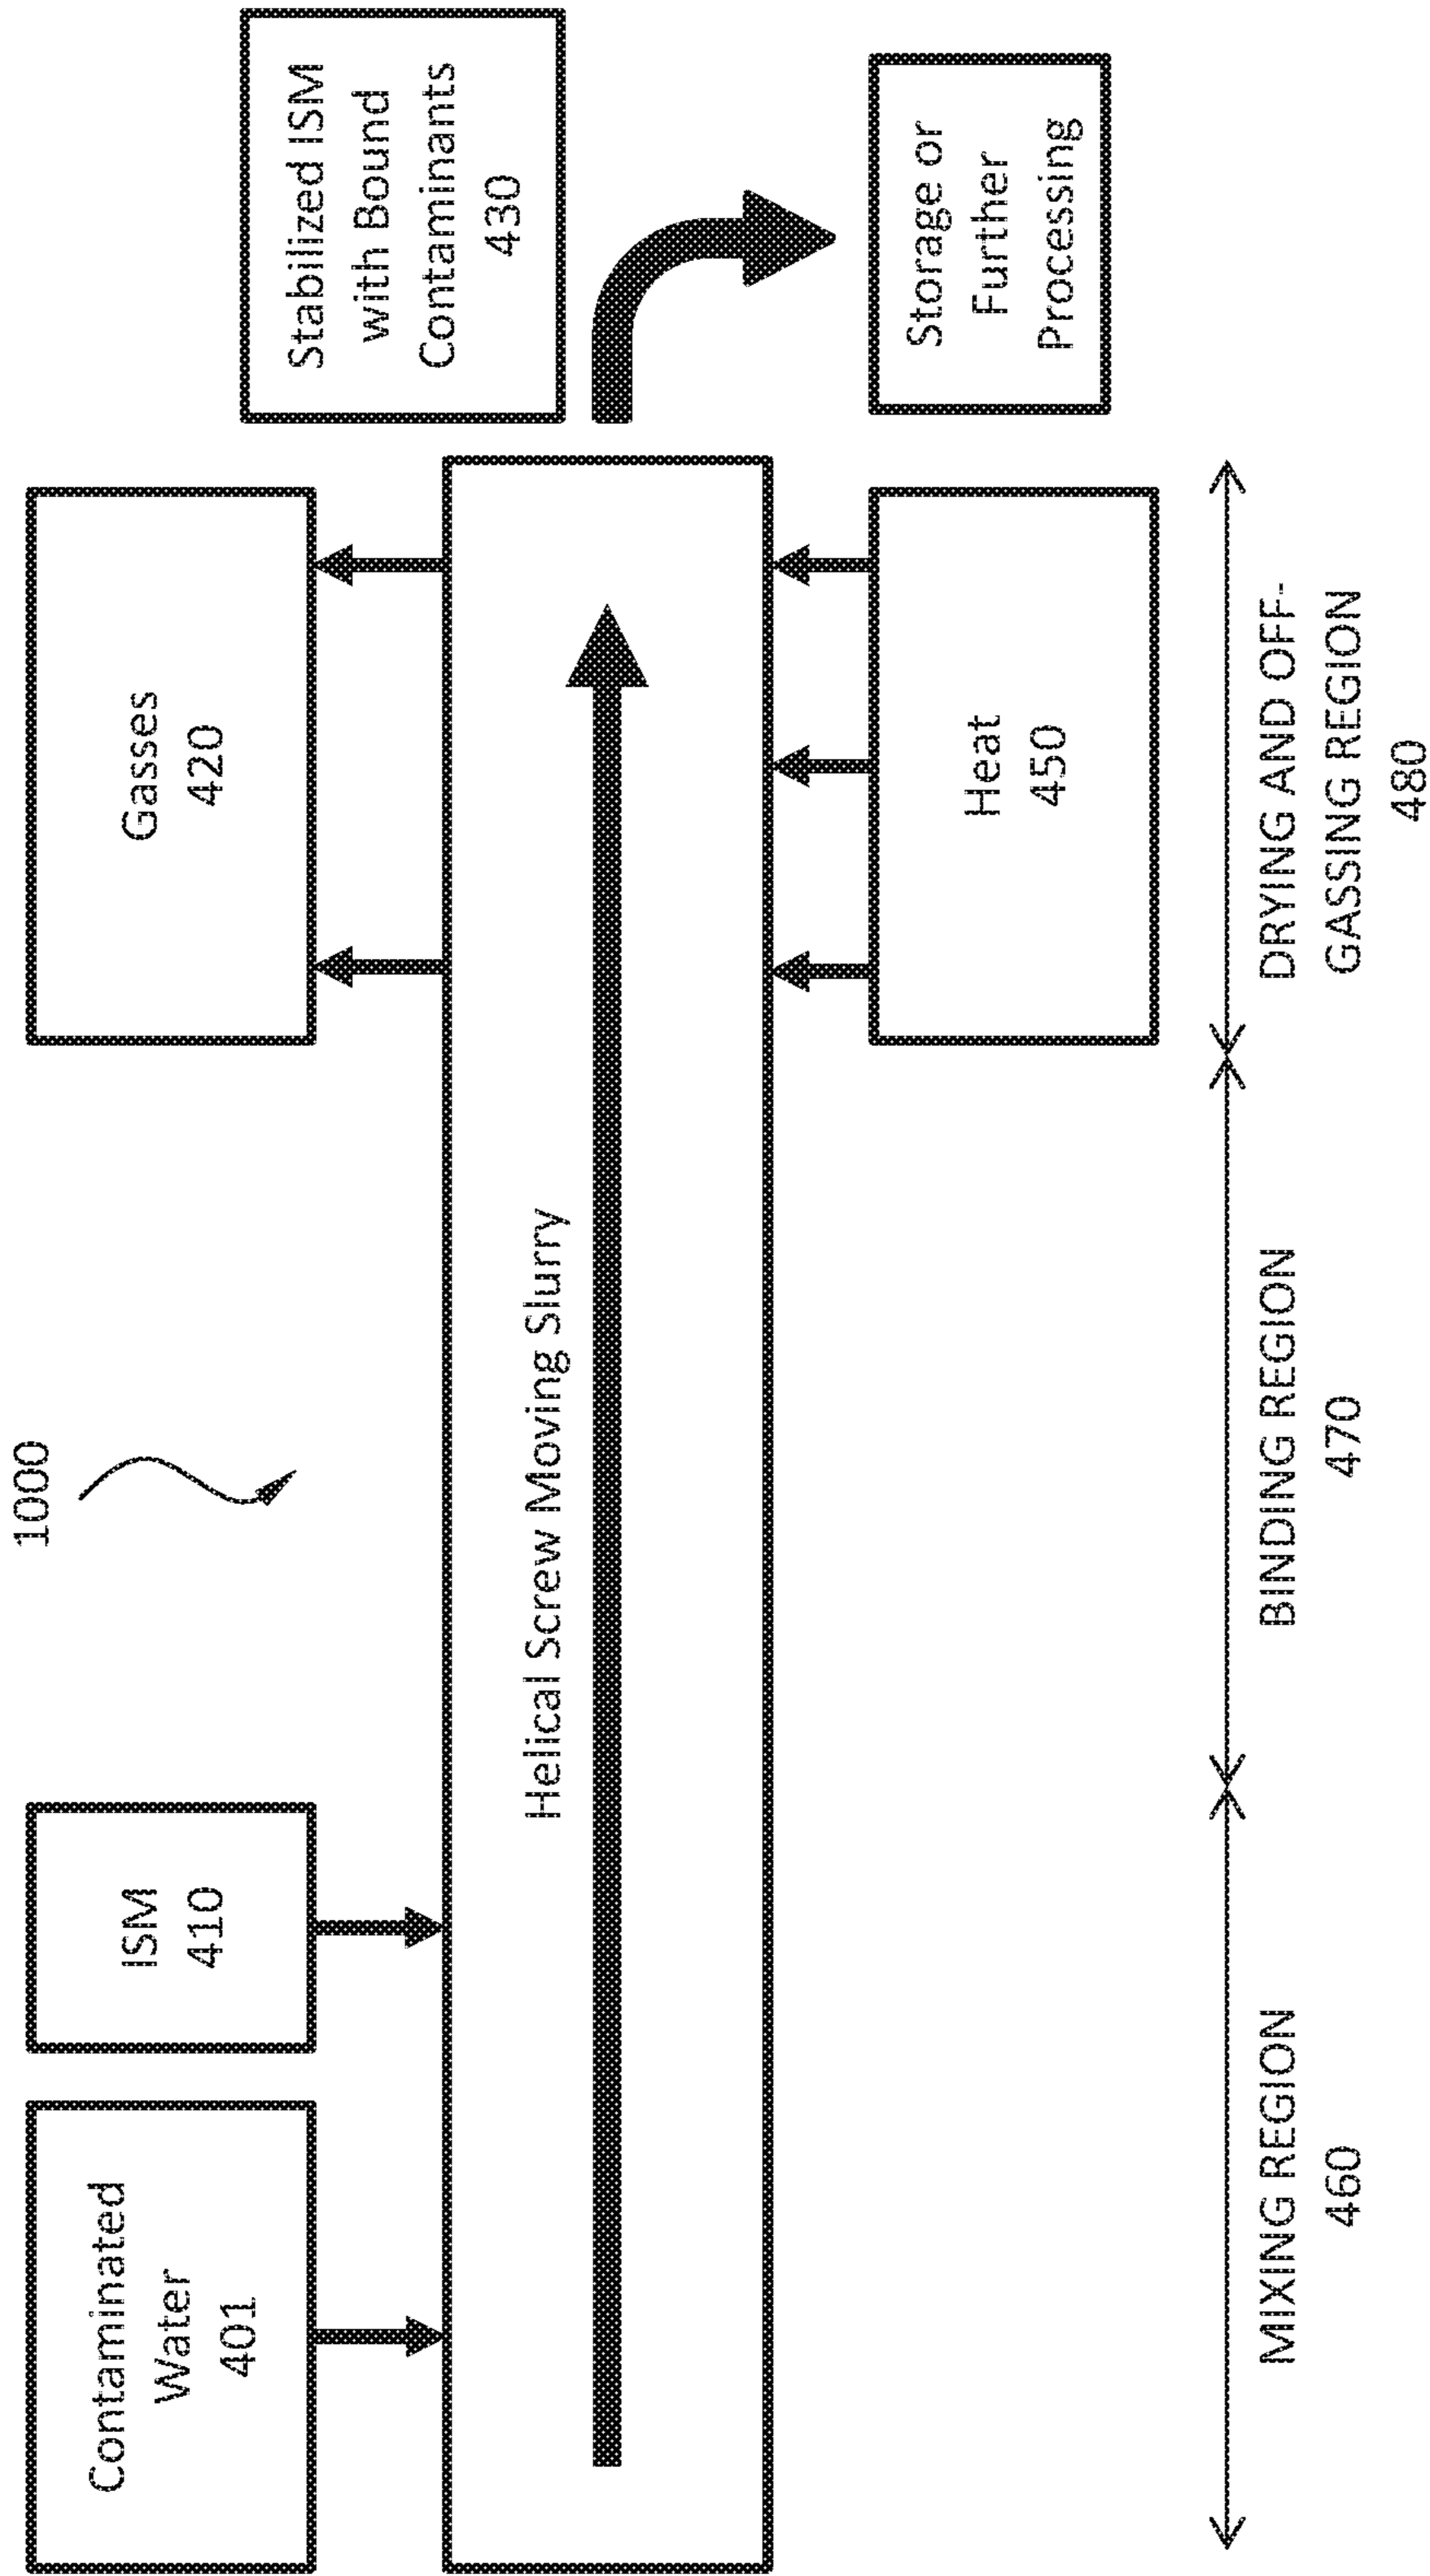 1000
Contaminated
Water
401
ISM
410
Gasses
420
Stabilized ISM
with Bound
Contaminants
430
Helical Screw Moving Slurry
Heat
450
Storage or
Further
Processing
MIXING REGION
460
BINDING REGION
470
DRYING AND OFF-
GASSING REGION
480